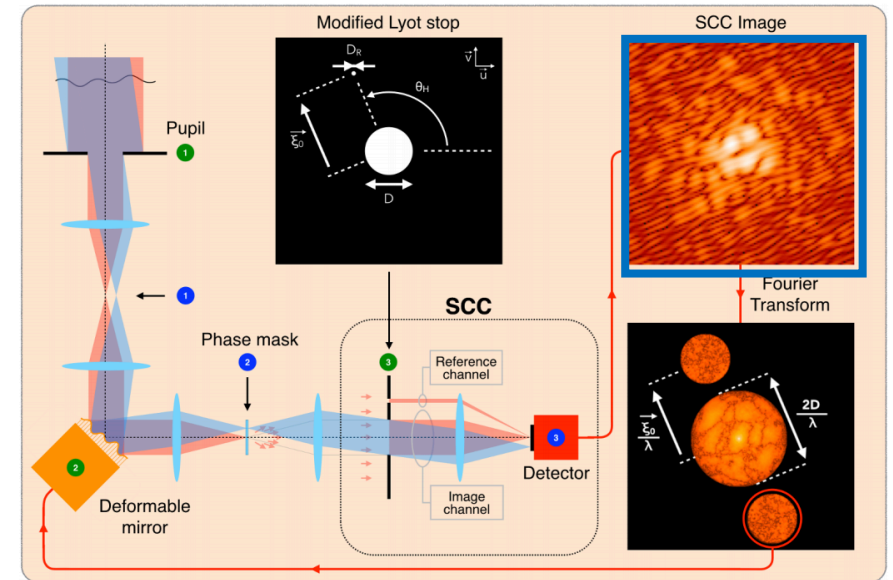 Modified Lyot stop
SCC Image
D_R
v
u
θ_H
ξ₀
D
Pupil
1
1
Fourier
Transform
SCC
Phase mask
2
3
Reference
channel
2D
λ
ξ₀
λ
3
Detector
2
Deformable
mirror
Image
channel